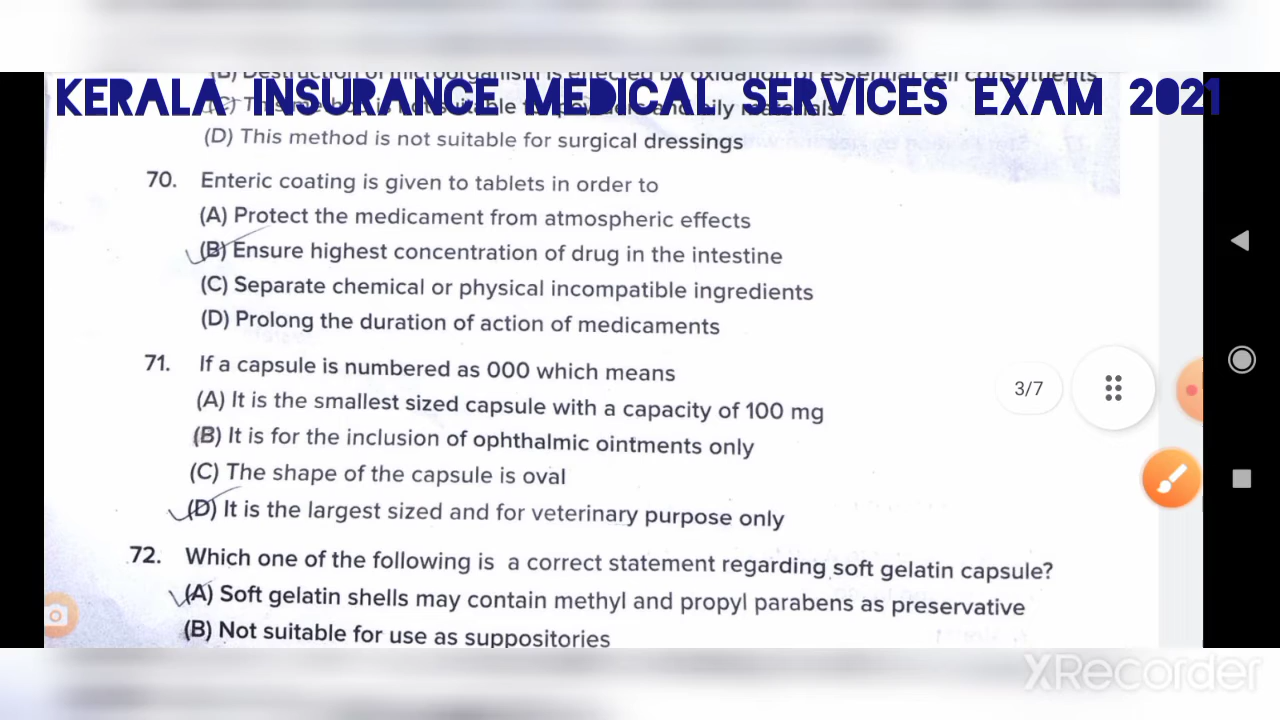 KERALA INSURANCE MEDICAL SERVICES EXAM 2021
(D) This method is not suitable for surgical dressings
70. Enteric coating is given to tablets in order to
(A) Protect the medicament from atmospheric effects
(B) Ensure highest concentration of drug in the intestine
(C) Separate chemical or physical incompatible ingredients
(D) Prolong the duration of action of medicaments
71. If a capsule is numbered as 000 which means
(A) It is the smallest sized capsule with a capacity of 100 mg
(B) It is for the inclusion of ophthalmic ointments only
(C) The shape of the capsule is oval
(D) It is the largest sized and for veterinary purpose only
72. Which one of the following is a correct statement regarding soft gelatin capsule?
(A) Soft gelatin shells may contain methyl and propyl parabens as preservative
(B) Not suitable for use as suppositories
3/7
XRecorder